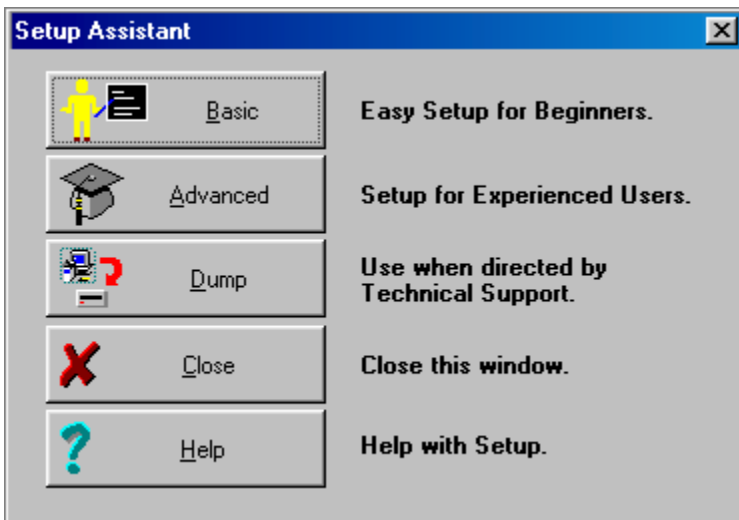 Setup Assistant
Basic
Easy Setup for Beginners.
Advanced
Setup for Experienced Users.
Dump
Use when directed by
Technical Support.
Close
Close this window.
Help
Help with Setup.